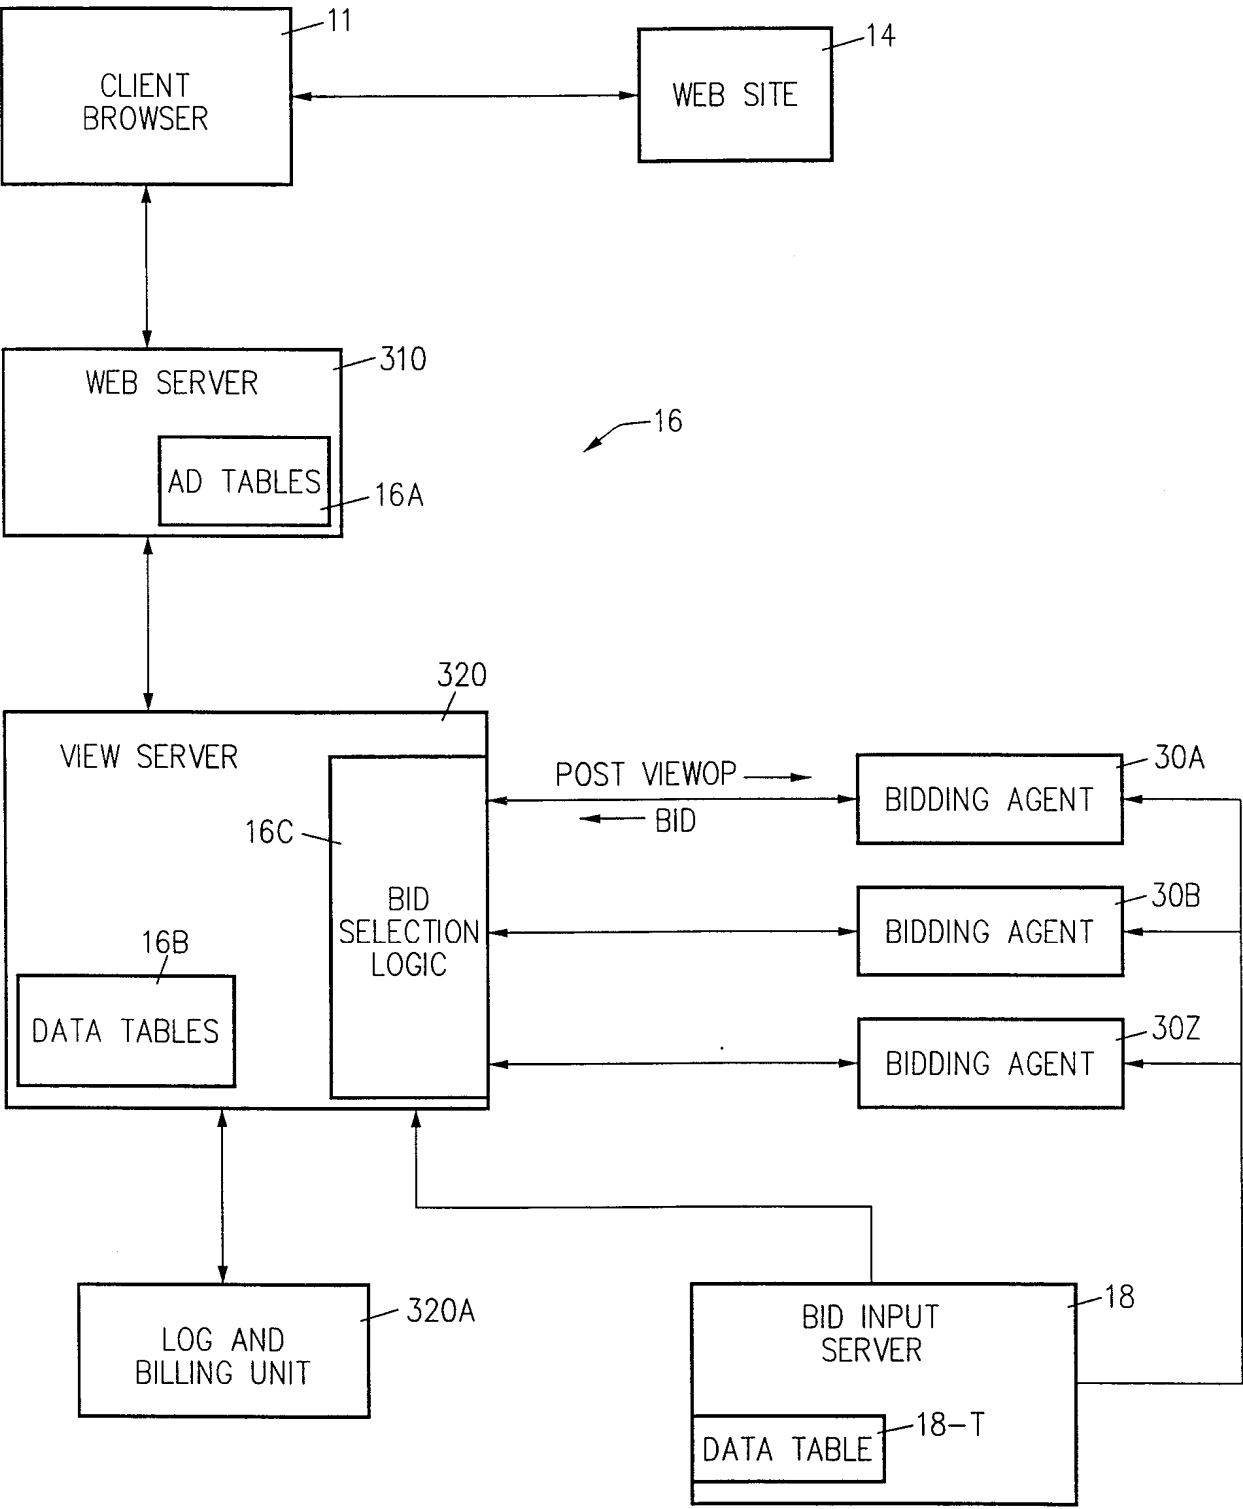 11
CLIENT
BROWSER
14
WEB SITE
310
WEB SERVER
AD TABLES
16A
16
320
VIEW SERVER
16C
BID
SELECTION
LOGIC
16B
DATA TABLES
POST VIEWOP
BID
30A
BIDDING AGENT
30B
BIDDING AGENT
30Z
BIDDING AGENT
320A
LOG AND
BILLING UNIT
18
BID INPUT
SERVER
18-T
DATA TABLE